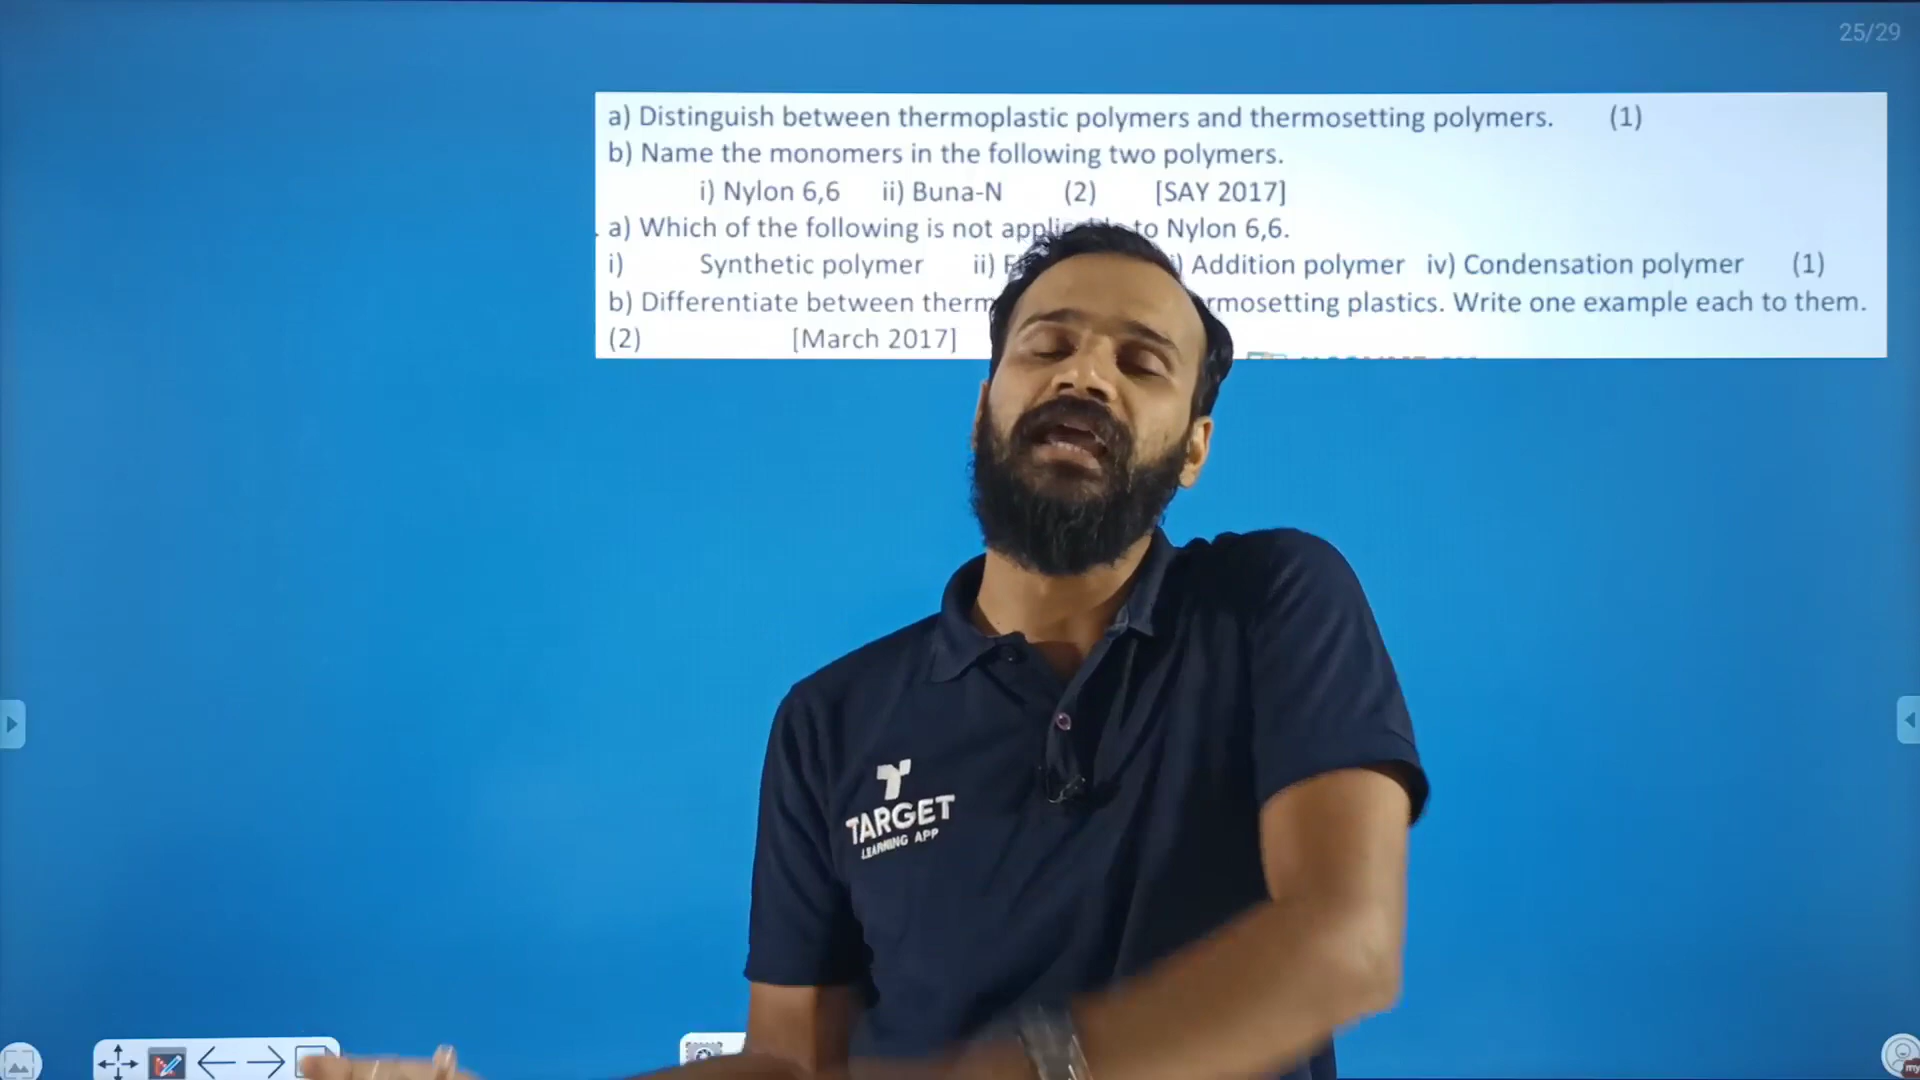 25/29
a) Distinguish between thermoplastic polymers and thermosetting polymers. (1)
b) Name the monomers in the following two polymers.
i) Nylon 6,6 ii) Buna-N (2) [SAY 2017]
a) Which of the following is not to Nylon 6,6.
i) Synthetic polymer ii) Addition polymer iv) Condensation polymer (1)
b) Differentiate between plastics. Write one example each to them.
(2) [March 2017]
TARGET
LEARNING APP
my